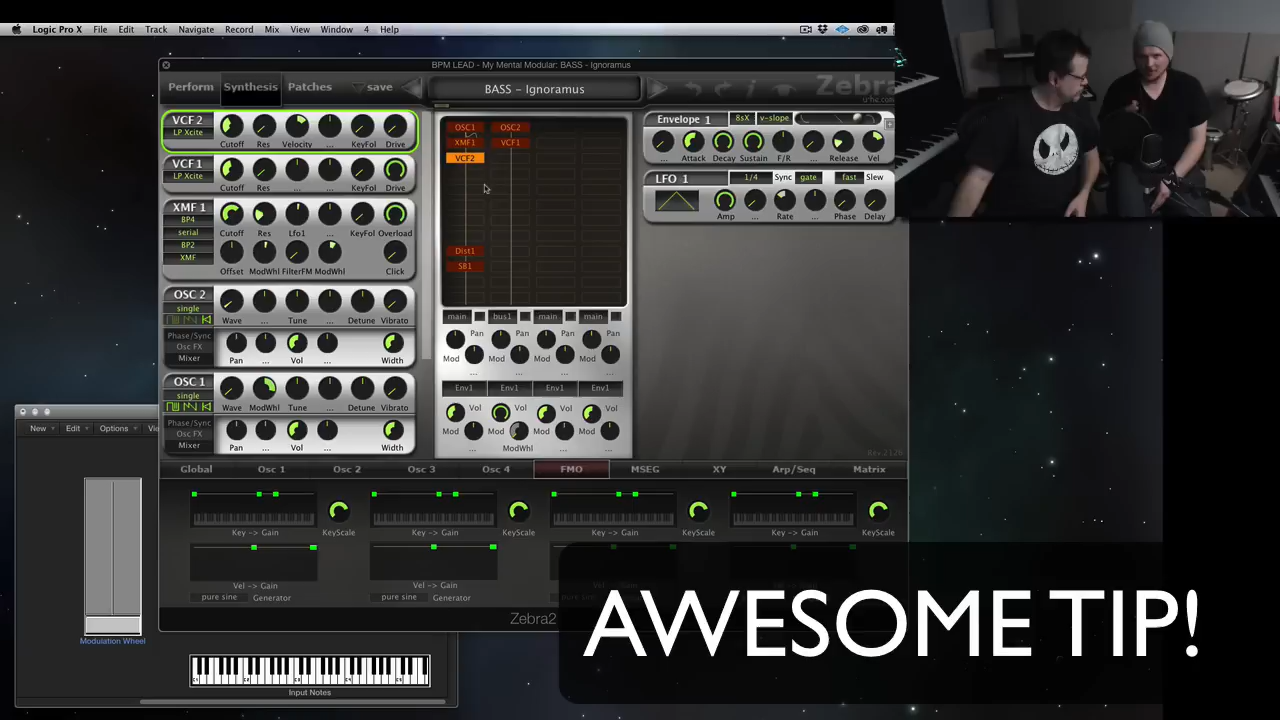 Logic Pro X File Edit Track Navigate Record Mix View Window 4 Help
BPM LEAD - My Mental Modular: BASS - Ignoramus
Perform Synthesis Patches save BASS - Ignoramus Zebra2
u-he.com
VCF 2
LP Xcite
Cutoff Res Velocity ... KeyFol Drive
VCF 1
LP Xcite
Cutoff Res ... ... KeyFol Drive
XMF 1
BP4
serial
BP2
XMF
Cutoff Res Lfo1 ... KeyFol Overload
Offset ModWhl FilterFM ModWhl Click
OSC 2
single
Wave ... Tune ... Detune Vibrato
Phase/Sync
Osc FX
Mixer
Pan ... Vol ... Width
OSC 1
single
Wave ModWhl Tune ... Detune Vibrato
Phase/Sync
Osc FX
Mixer
Pan ... Vol ... Width
OSC1 OSC2
XMF1 VCF1
VCF2
Dist1
SB1
main bus1 main main
Pan Pan Pan Pan
Mod Mod Mod Mod
... ... ... ...
Env1 Env1 Env1 Env1
Vol Vol Vol Vol
Mod Mod Mod Mod
ModWhl
Envelope 1 8sX v-slope
... Attack Decay Sustain F/R ... Release Vel
LFO 1 1/4 Sync gate fast Slew
Amp ... Rate ... Phase Delay
Rev.2126
Global Osc 1 Osc 2 Osc 3 Osc 4 FMO MSEG XY Arp/Seq Matrix
Key -> Gain KeyScale Key -> Gain KeyScale Key -> Gain KeyScale Key -> Gain KeyScale
Vel -> Gain Vel -> Gain
pure sine Generator pure sine Generator
Zebra2
New Edit Options
Modulation Wheel
Input Notes
AWESOME TIP!